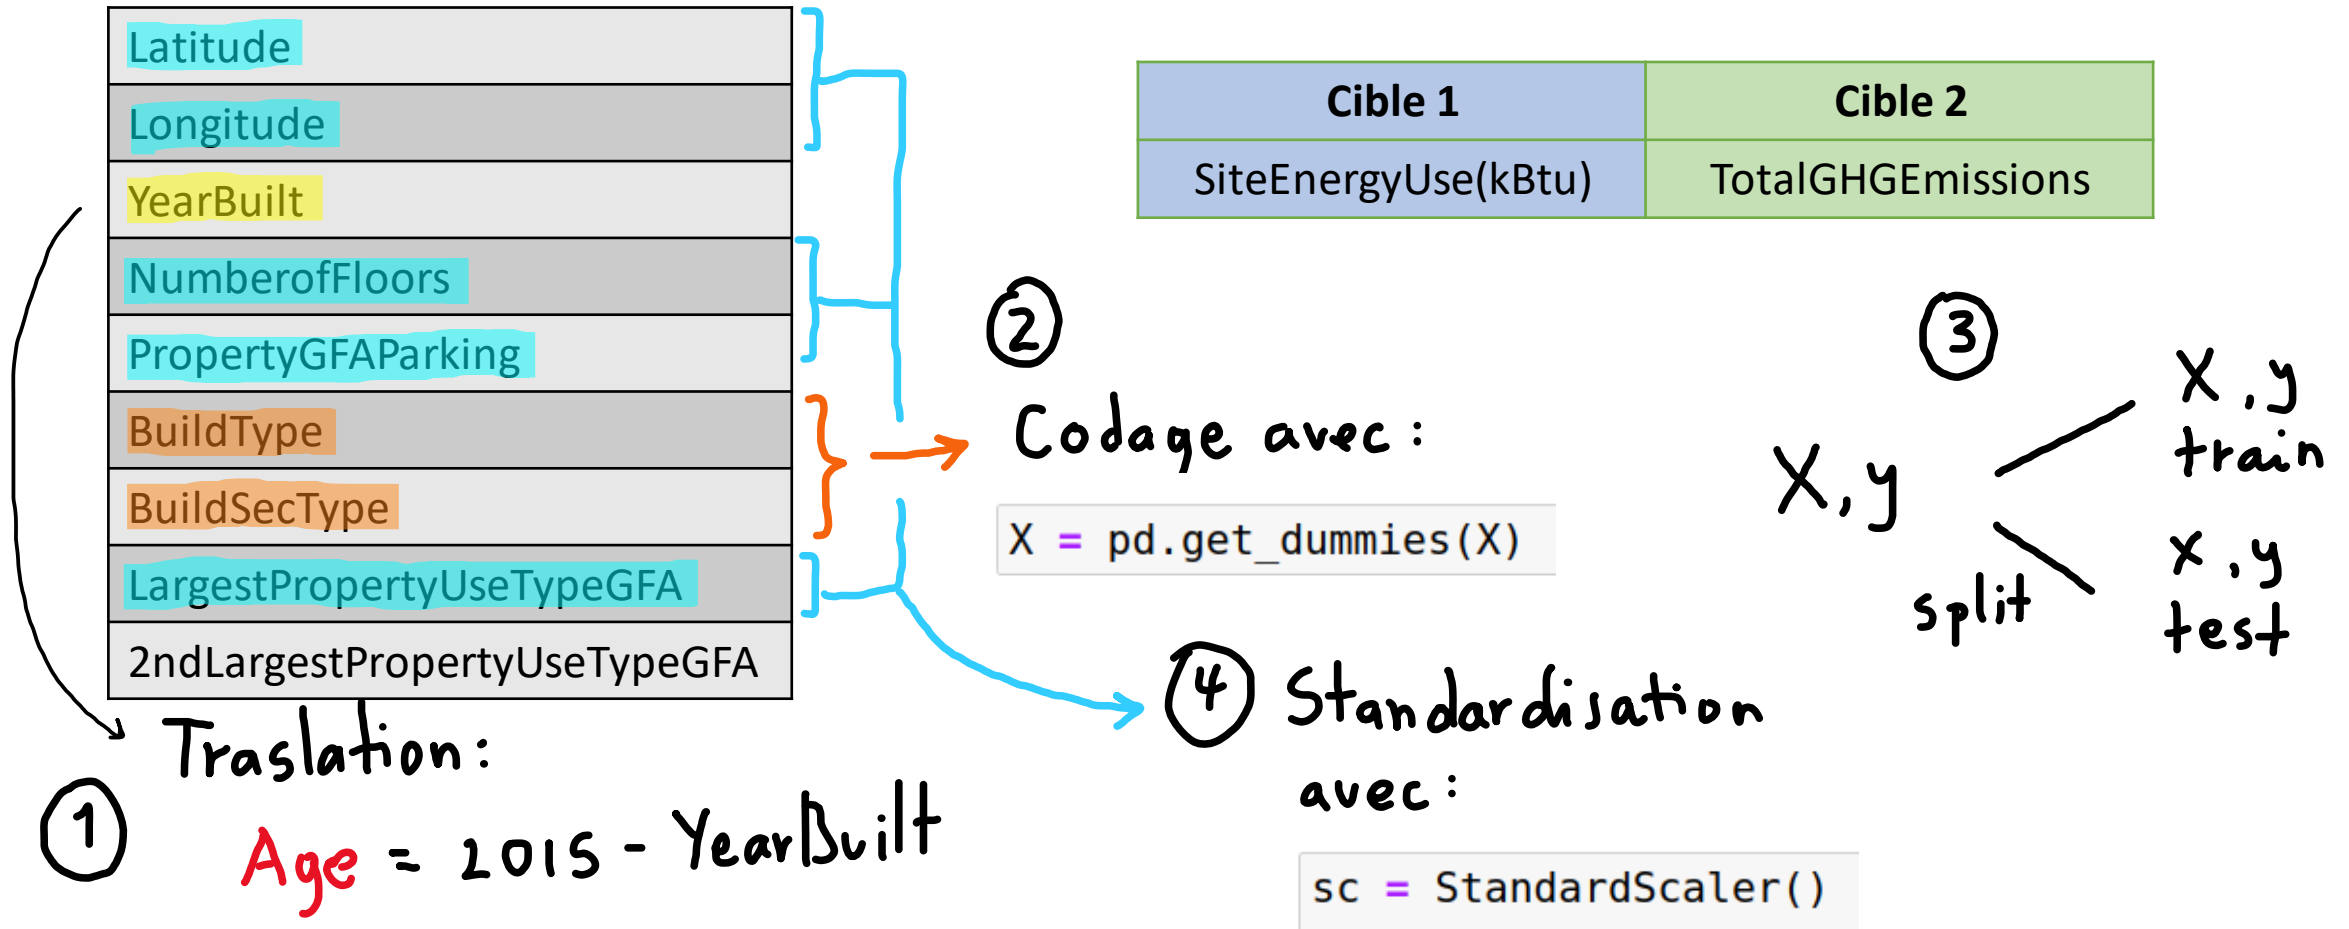 Latitude
Longitude
YearBuilt
NumberofFloors
PropertyGFAParking
BuildType
BuildSecType
LargestPropertyUseTypeGFA
2ndLargestPropertyUseTypeGFA
Cible 1 Cible 2
SiteEnergyUse(kBtu) TotalGHGEmissions
1
Traslation:
Age = 2015 - YearBuilt
2
Codage avec :
X = pd.get_dummies(X)
3
X, y
split
X, y
train
x, y
test
4 Standardisation
avec :
sc = StandardScaler()